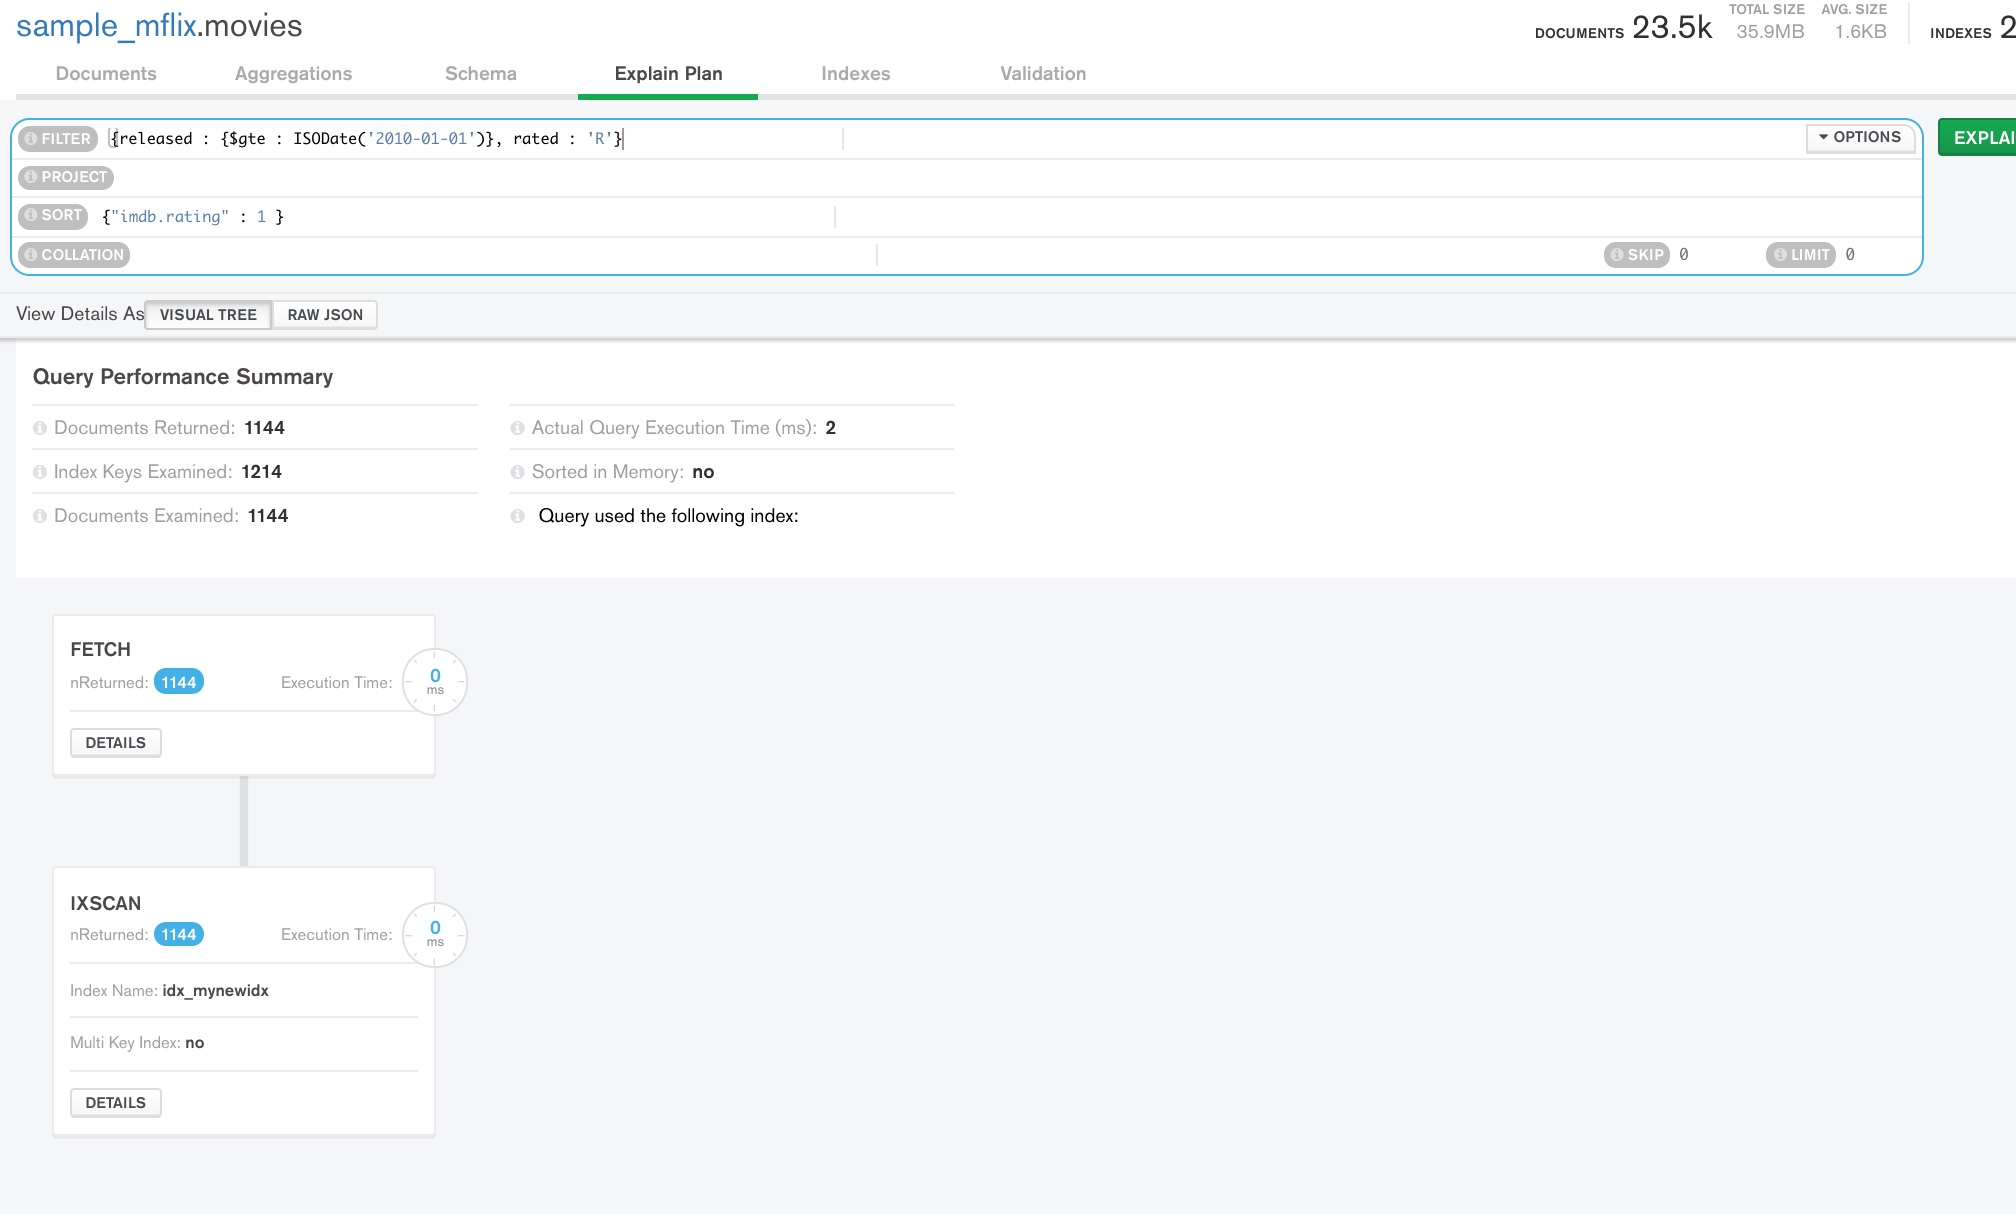 sample_mflix.movies
DOCUMENTS 23.5k TOTAL SIZE 35.9MB AVG. SIZE 1.6KB INDEXES 2
Documents Aggregations Schema Explain Plan Indexes Validation
FILTER {released : {$gte : ISODate('2010-01-01')}, rated : 'R'} OPTIONS EXPLAI
PROJECT
SORT {"imdb.rating" : 1 }
COLLATION SKIP 0 LIMIT 0
View Details As VISUAL TREE RAW JSON
Query Performance Summary
Documents Returned: 1144 Actual Query Execution Time (ms): 2
Index Keys Examined: 1214 Sorted in Memory: no
Documents Examined: 1144 Query used the following index:
FETCH
nReturned: 1144 Execution Time: 0 ms
DETAILS
IXSCAN
nReturned: 1144 Execution Time: 0 ms
Index Name: idx_mynewidx
Multi Key Index: no
DETAILS